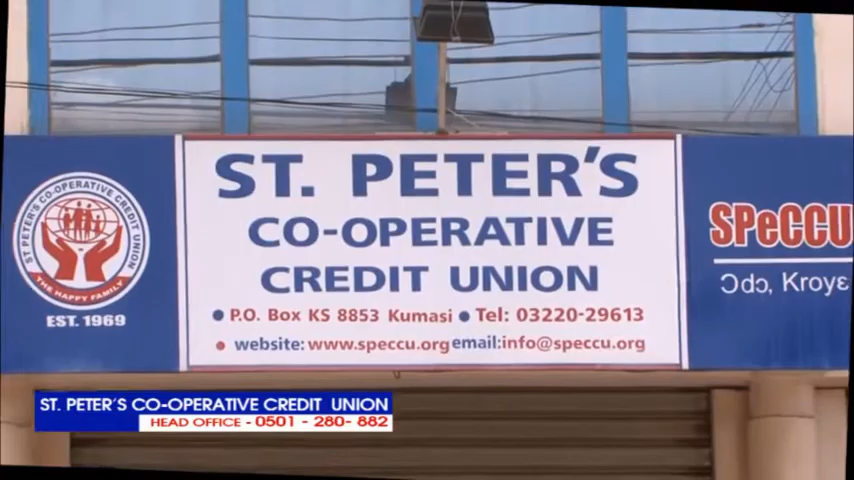 ST. PETER'S
CO-OPERATIVE
CREDIT UNION
• P.O. Box KS 8853 Kumasi • Tel: 03220-29613
• website:www.speccu.org email:info@speccu.org
ST PETER'S CO-OPERATIVE CREDIT UNION
THE HAPPY FAMILY
EST. 1969
SPeCCU
Ɔdɔ, Kroyɛ
ST. PETER'S CO-OPERATIVE CREDIT UNION
HEAD OFFICE - 0501 - 280- 882